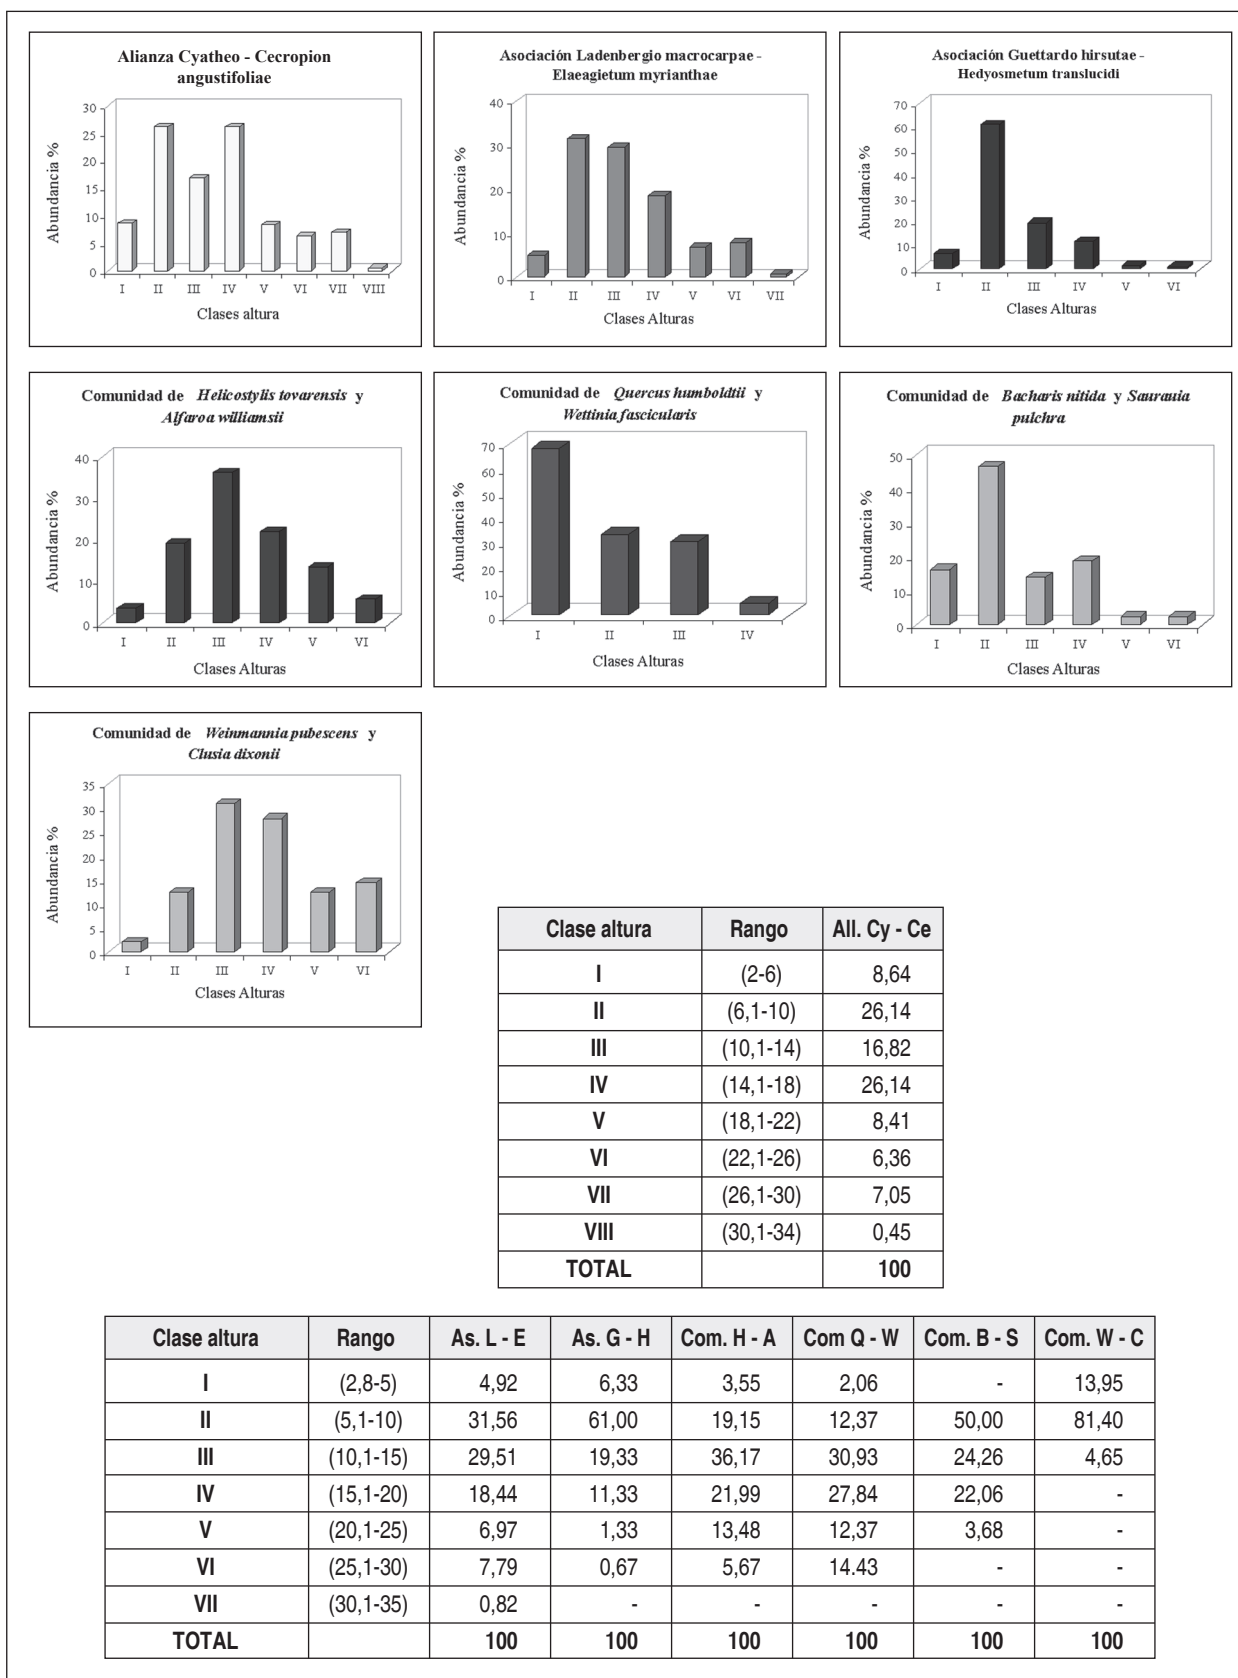 Alianza Cyatheo - Cecropion
angustifoliae
30
25
20
15
10
5
0
Abundancia %
I II III IV V VI VII VIII
Clases altura
Asociación Ladenbergio macrocarpae -
Elaeagietum myrianthae
40
30
20
10
0
Abundancia %
I II III IV V VI VII
Clases Alturas
Asociación Guettardo hirsutae -
Hedyosmetum translucidi
70
60
50
40
30
20
10
0
Abundancia %
I II III IV V VI
Clases Alturas
Comunidad de Helicostylis tovarensis y
Alfaroa williamsii
40
30
20
10
0
Abundancia %
I II III IV V VI
Clases Alturas
Comunidad de Quercus humboldtii y
Wettinia fascicularis
70
60
50
40
30
20
10
0
Abundancia %
I II III IV
Clases Alturas
Comunidad de Bacharis nitida y Saurauia
pulchra
50
40
30
20
10
0
Abundancia %
I II III IV V VI
Clases Alturas
Comunidad de Weinmannia pubescens y
Clusia dixonii
35
30
25
20
15
10
5
0
Abundancia %
I II III IV V VI
Clases Alturas
Clase altura Rango All. Cy - Ce
I (2-6) 8,64
II (6,1-10) 26,14
III (10,1-14) 16,82
IV (14,1-18) 26,14
V (18,1-22) 8,41
VI (22,1-26) 6,36
VII (26,1-30) 7,05
VIII (30,1-34) 0,45
TOTAL 100
Clase altura Rango As. L - E As. G - H Com. H - A Com Q - W Com. B - S Com. W - C
I (2,8-5) 4,92 6,33 3,55 2,06 - 13,95
II (5,1-10) 31,56 61,00 19,15 12,37 50,00 81,40
III (10,1-15) 29,51 19,33 36,17 30,93 24,26 4,65
IV (15,1-20) 18,44 11,33 21,99 27,84 22,06 -
V (20,1-25) 6,97 1,33 13,48 12,37 3,68 -
VI (25,1-30) 7,79 0,67 5,67 14.43 - -
VII (30,1-35) 0,82 - - - - -
TOTAL 100 100 100 100 100 100